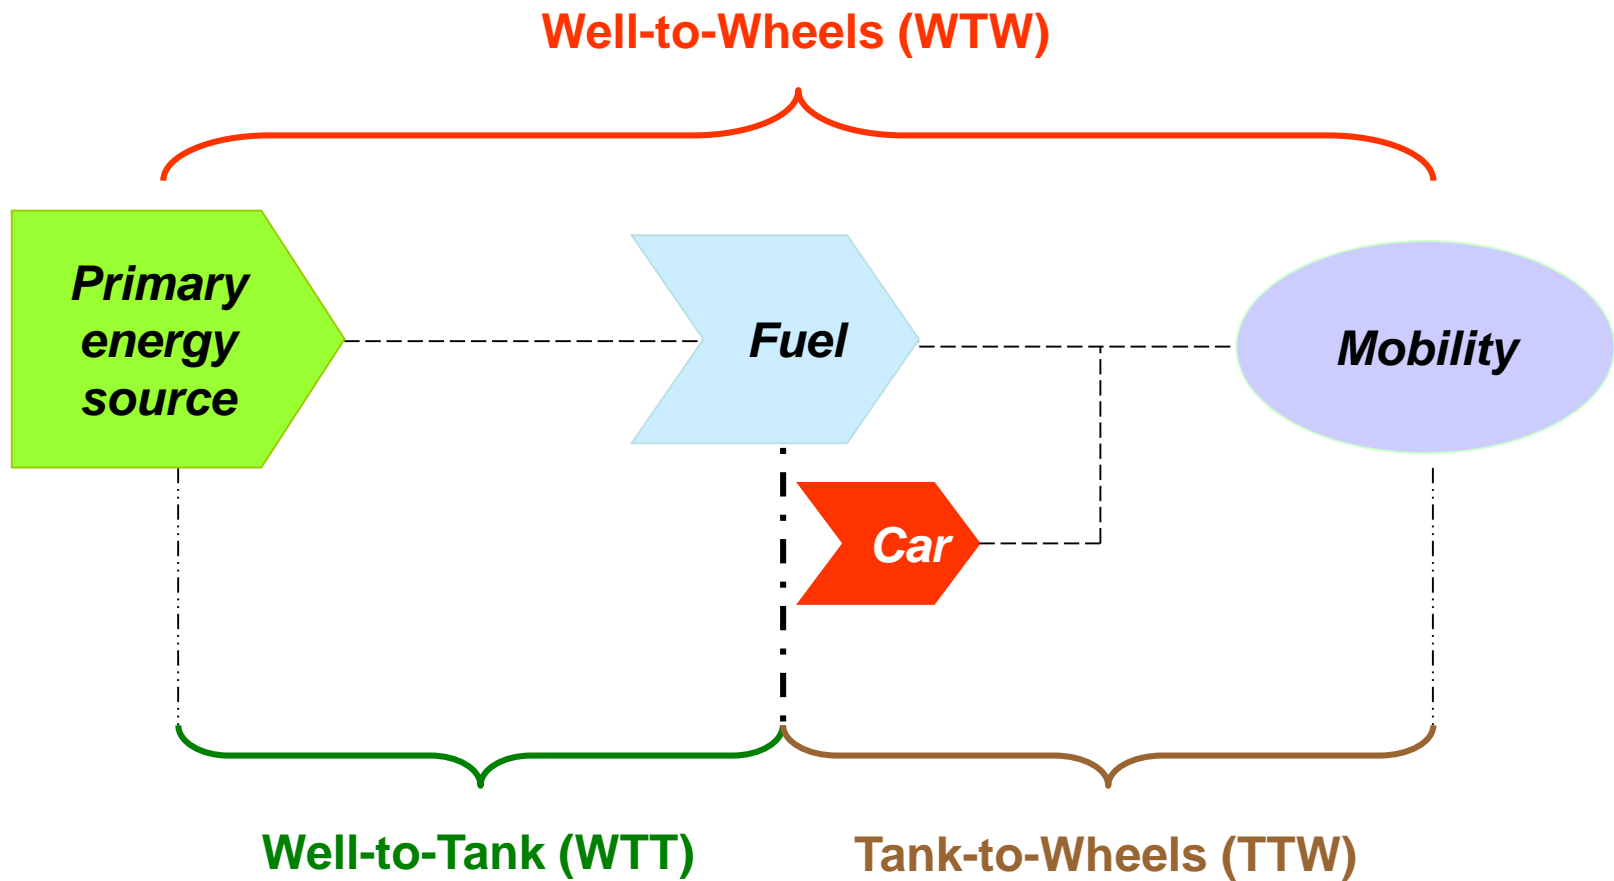 Well-to-Wheels (WTW)
Primary
energy
source
Fuel
Mobility
Car
Well-to-Tank (WTT)
Tank-to-Wheels (TTW)